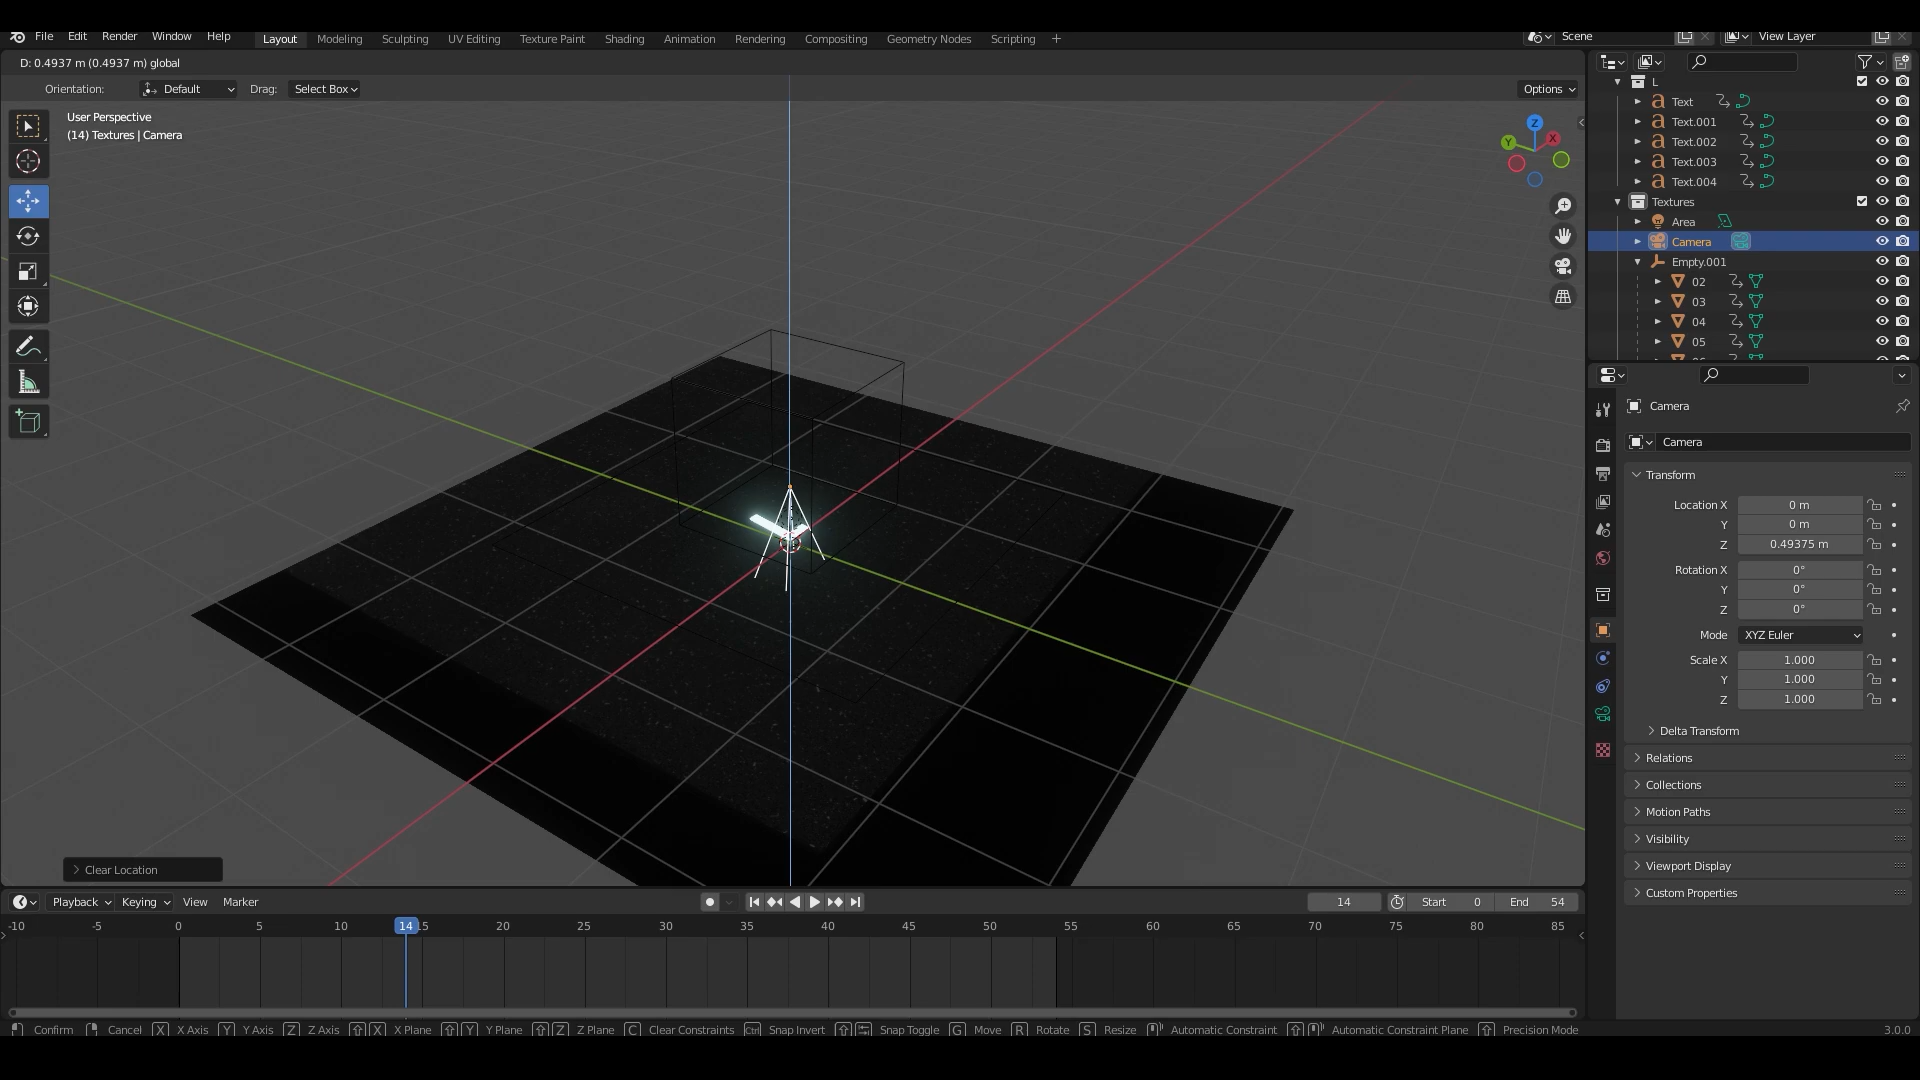 File Edit Render Window Help Layout Modeling Sculpting UV Editing Texture Paint Shading Animation Rendering Compositing Geometry Nodes Scripting + Scene View Layer
D: 0.4937 m (0.4937 m) global
Orientation: Default Drag: Select Box Options
User Perspective
(14) Textures | Camera
Z
Y
X
L
Text
Text.001
Text.002
Text.003
Text.004
Textures
Area
Camera
Empty.001
02
03
04
05
Camera
Camera
Transform
Location X 0 m
Y 0 m
Z 0.49375 m
Rotation X 0°
Y 0°
Z 0°
Mode XYZ Euler
Scale X 1.000
Y 1.000
Z 1.000
Delta Transform
Relations
Collections
Motion Paths
Visibility
Viewport Display
Custom Properties
Clear Location
Playback Keying View Marker 14 Start 0 End 54
-10 -5 0 5 10 14 15 20 25 30 35 40 45 50 55 60 65 70 75 80 85
Confirm Cancel X X Axis Y Y Axis Z Z Axis X X Plane Y Y Plane Z Z Plane C Clear Constraints Ctrl Snap Invert Snap Toggle G Move R Rotate S Resize Automatic Constraint Automatic Constraint Plane Precision Mode 3.0.0